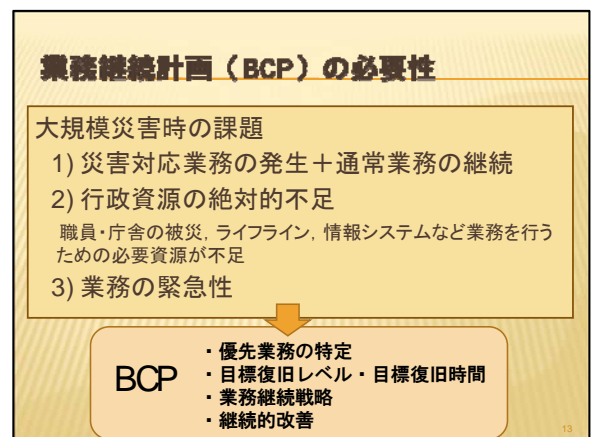 業務継続計画（BCP）の必要性
大規模災害時の課題
1) 災害対応業務の発生＋通常業務の継続
2) 行政資源の絶対的不足
職員・庁舎の被災，ライフライン，情報システムなど業務を行う
ための必要資源が不足
3) 業務の緊急性
BCP
・優先業務の特定
・目標復旧レベル・目標復旧時間
・業務継続戦略
・継続的改善
13